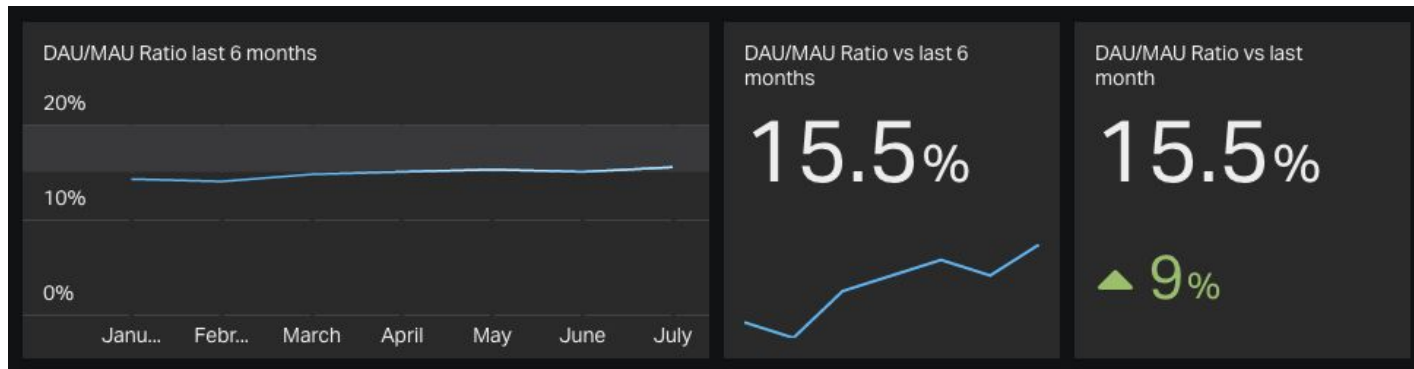 DAU/MAU Ratio last 6 months
20%
10%
0%
Janu... Febr... March April May June July
DAU/MAU Ratio vs last 6
months
15.5%
DAU/MAU Ratio vs last
month
15.5%
9%